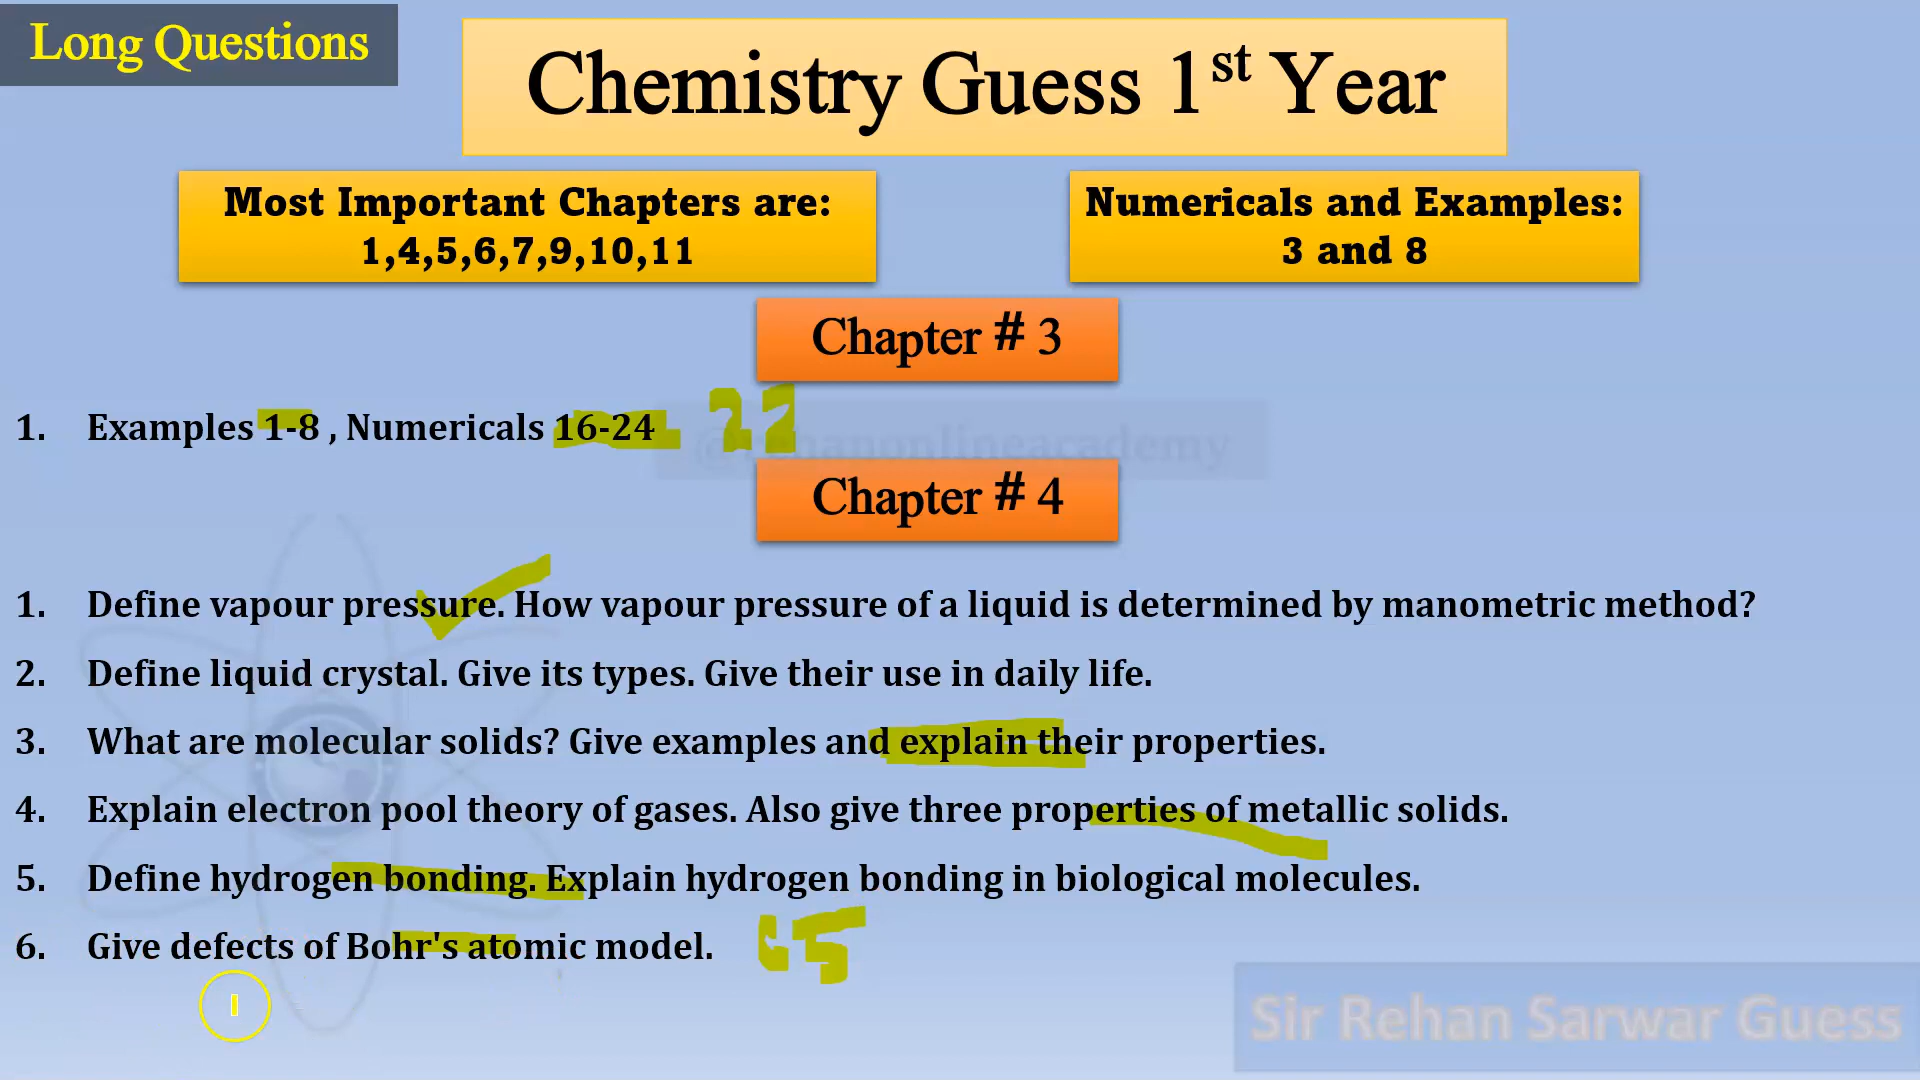 Long Questions
Chemistry Guess 1st Year
Most Important Chapters are:
1,4,5,6,7,9,10,11
Numericals and Examples:
3 and 8
Chapter # 3
1. Examples 1-8 , Numericals 16-24
@rehanonlineacademy
Chapter # 4
1. Define vapour pressure. How vapour pressure of a liquid is determined by manometric method?
2. Define liquid crystal. Give its types. Give their use in daily life.
3. What are molecular solids? Give examples and explain their properties.
4. Explain electron pool theory of gases. Also give three properties of metallic solids.
5. Define hydrogen bonding. Explain hydrogen bonding in biological molecules.
6. Give defects of Bohr's atomic model.
Sir Rehan Sarwar Guess